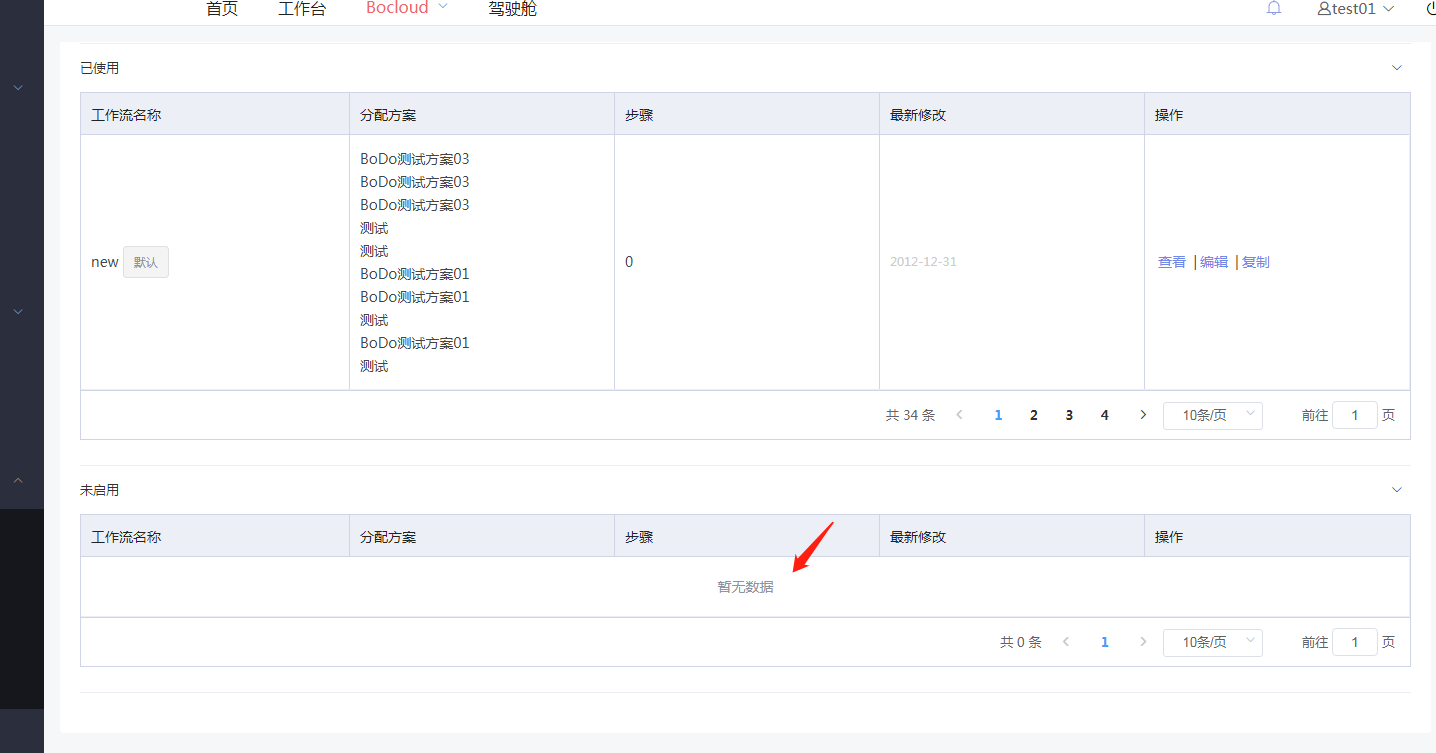 首页 工作台 Bocloud 驾驶舱 test01
已使用
工作流名称 分配方案 步骤 最新修改 操作
BoDo测试方案03
BoDo测试方案03
BoDo测试方案03
测试
测试
new 默认 0 2012-12-31 查看 | 编辑 | 复制
BoDo测试方案01
BoDo测试方案01
测试
BoDo测试方案01
测试
共 34 条 1 2 3 4 10条/页 前往 1 页
未启用
工作流名称 分配方案 步骤 最新修改 操作
暂无数据
共 0 条 1 10条/页 前往 1 页